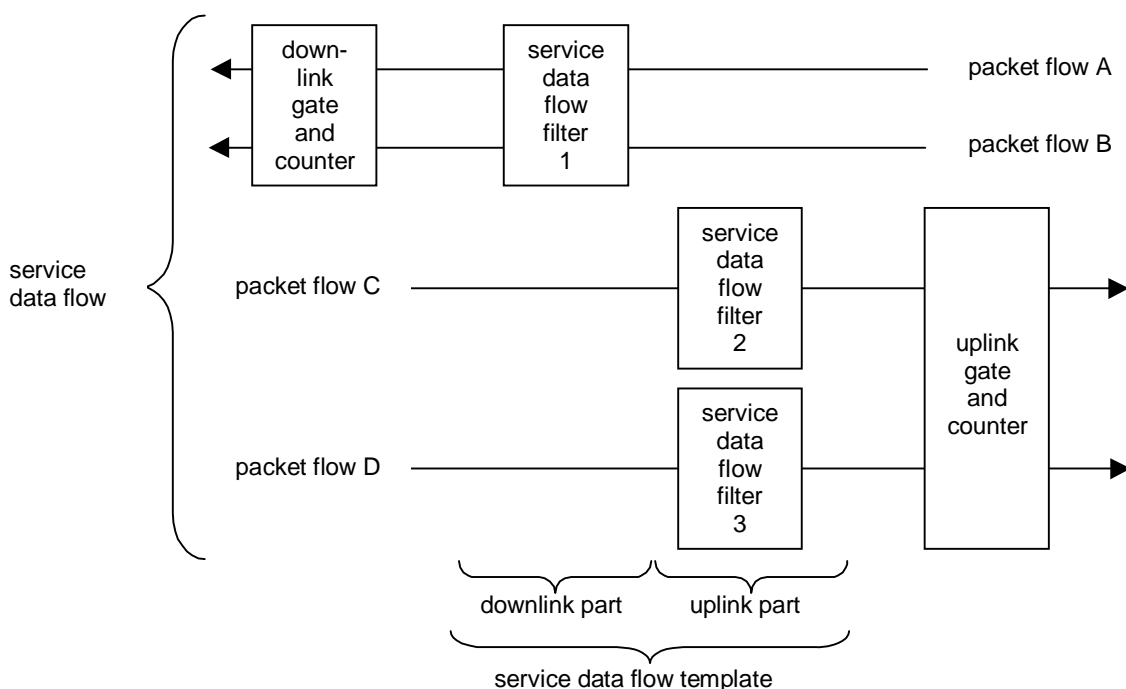 down-
link
gate
and
counter
service
data
flow
filter
1
packet flow A
packet flow B
service
data flow
packet flow C
service
data
flow
filter
2
uplink
gate
and
counter
packet flow D
service
data
flow
filter
3
downlink part
uplink part
service data flow template